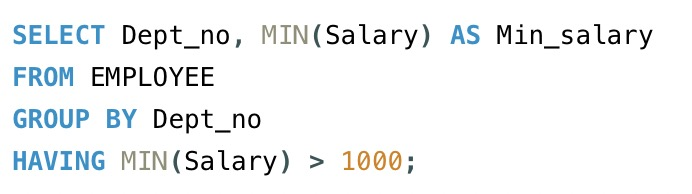 SELECT Dept_no, MIN(Salary) AS Min_salary
FROM EMPLOYEE
GROUP BY Dept_no
HAVING MIN(Salary) > 1000;